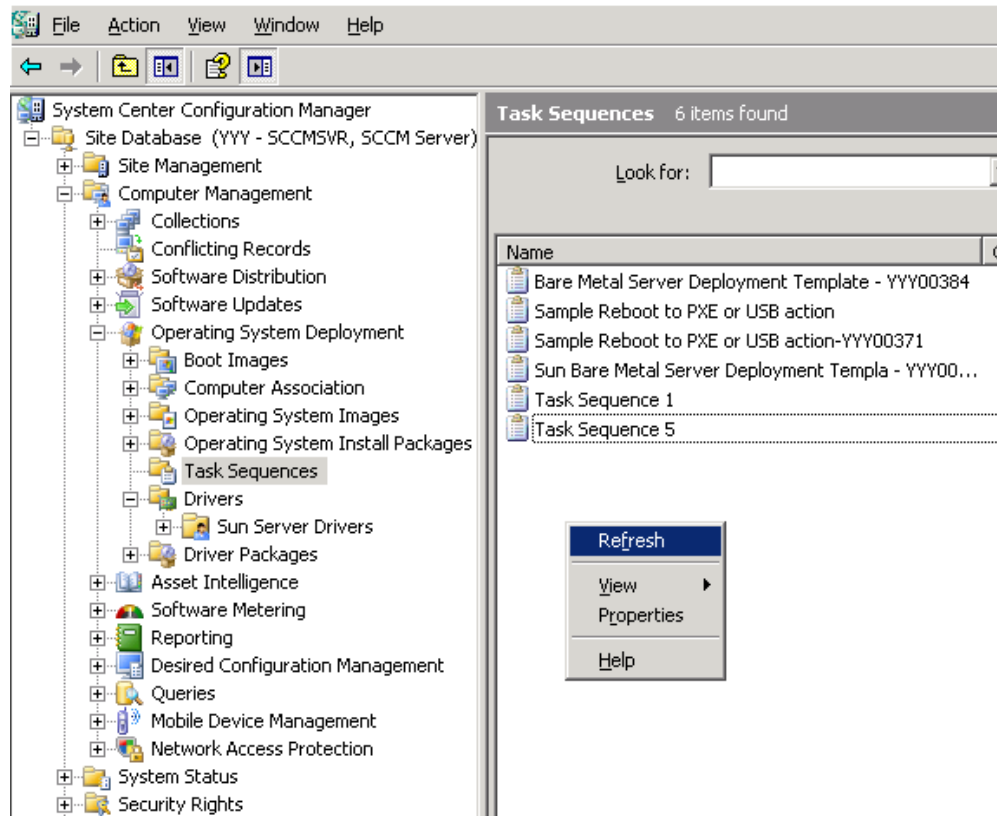 File Action View Window Help
System Center Configuration Manager
Site Database (YYY - SCCMSVR, SCCM Server)
Site Management
Computer Management
Collections
Conflicting Records
Software Distribution
Software Updates
Operating System Deployment
Boot Images
Computer Association
Operating System Images
Operating System Install Packages
Task Sequences
Drivers
Sun Server Drivers
Driver Packages
Asset Intelligence
Software Metering
Reporting
Desired Configuration Management
Queries
Mobile Device Management
Network Access Protection
System Status
Security Rights
Task Sequences 6 items found
Look for:
Name
Bare Metal Server Deployment Template - YYY00384
Sample Reboot to PXE or USB action
Sample Reboot to PXE or USB action-YYY00371
Sun Bare Metal Server Deployment Templa - YYY00...
Task Sequence 1
Task Sequence 5
Refresh
View
Properties
Help